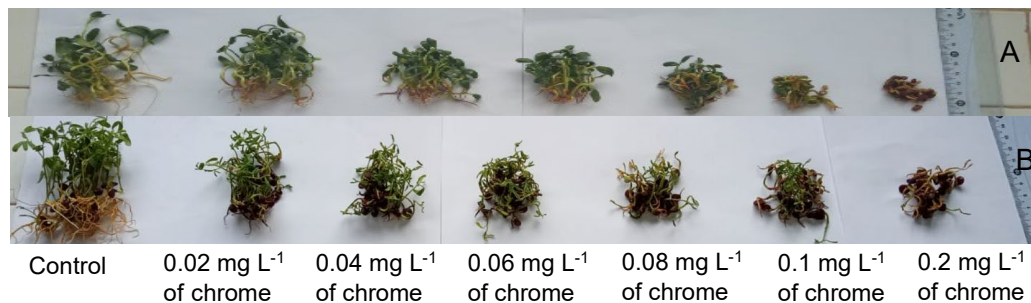 A
B
Control
0.02 mg L⁻¹ of chrome
0.04 mg L⁻¹ of chrome
0.06 mg L⁻¹ of chrome
0.08 mg L⁻¹ of chrome
0.1 mg L⁻¹ of chrome
0.2 mg L⁻¹ of chrome